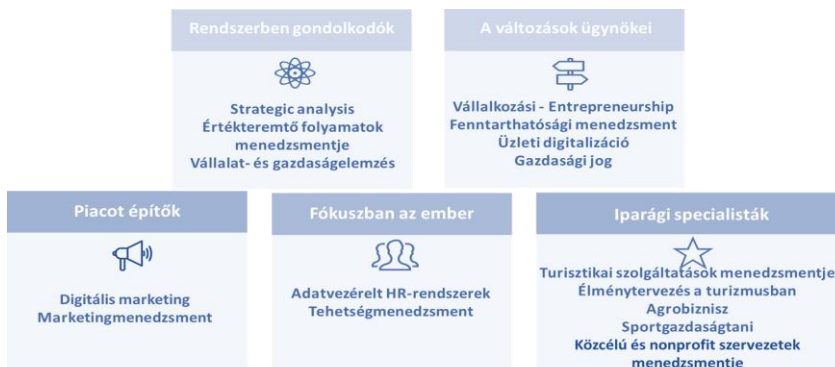 Rendszerben gondolkodók
Strategic analysis
Értékteremtő folyamatok
menedzsmentje
Vállalat- és gazdaságelemzés
A változások ügynökei
Vállalkozási - Entrepreneurship
Fenntarthatósági menedzsment
Üzleti digitalizáció
Gazdasági jog
Piacot építők
Digitális marketing
Marketingmenedzsment
Fókuszban az ember
Adatvezérelt HR-rendszerek
Tehetségmenedzsment
Iparági specialisták
Turisztikai szolgáltatások menedzsmentje
Élménytervezés a turizmusban
Agrobiznisz
Sportgazdaságtani
Közcélú és nonprofit szervezetek
menedzsmentje